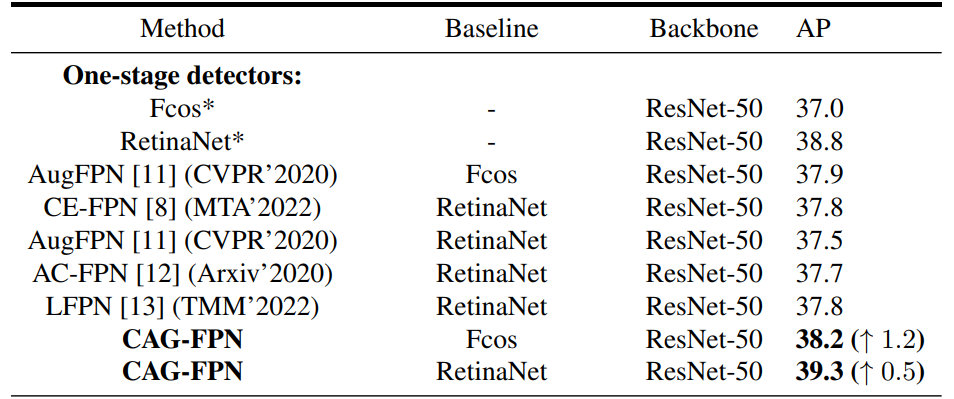 Method Baseline Backbone AP
One-stage detectors:
Fcos* - ResNet-50 37.0
RetinaNet* - ResNet-50 38.8
AugFPN [11] (CVPR’2020) Fcos ResNet-50 37.9
CE-FPN [8] (MTA’2022) RetinaNet ResNet-50 37.8
AugFPN [11] (CVPR’2020) RetinaNet ResNet-50 37.5
AC-FPN [12] (Arxiv’2020) RetinaNet ResNet-50 37.7
LFPN [13] (TMM’2022) RetinaNet ResNet-50 37.8
CAG-FPN Fcos ResNet-50 38.2 (↑ 1.2)
CAG-FPN RetinaNet ResNet-50 39.3 (↑ 0.5)